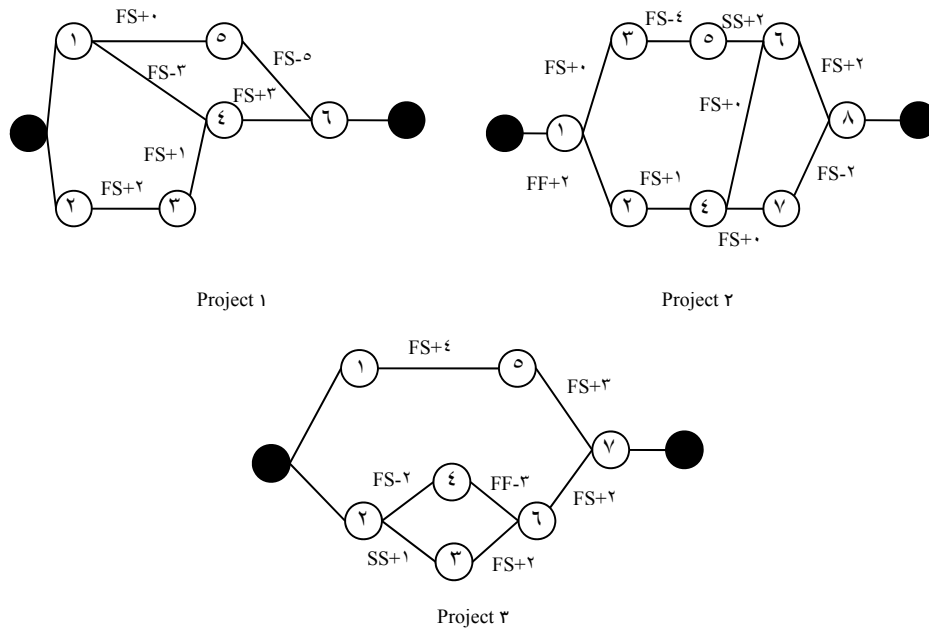 FS+٠
١
٥
FS-٣
FS-٥
FS+٣
٤
٦
FS+١
FS+٢
٢
٣
Project ١
FS-٤
SS+٢
٣
٥
٦
FS+٠
FS+٢
FS+٠
١
٨
FF+٢
FS+١
FS-٢
٢
٤
٧
FS+٠
Project ٢
FS+٤
١
٥
FS+٣
٧
FS-٢
FF-٣
٤
FS+٢
٢
٦
SS+١
٣
FS+٢
Project ٣